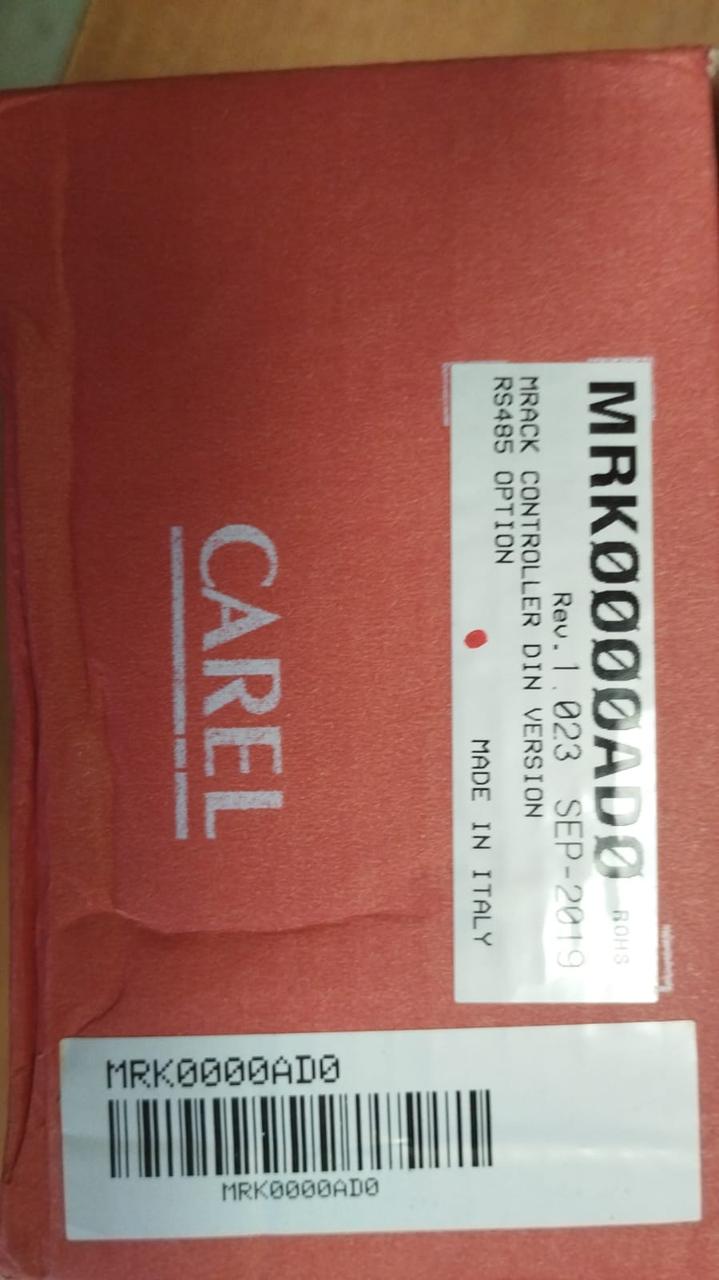 MRK0000AD0 ROHS
Rev.1.023 SEP-2019
MRACK CONTROLLER DIN VERSION
RS485 OPTION
MADE IN ITALY
CAREL
MRK0000AD0
MRK0000AD0